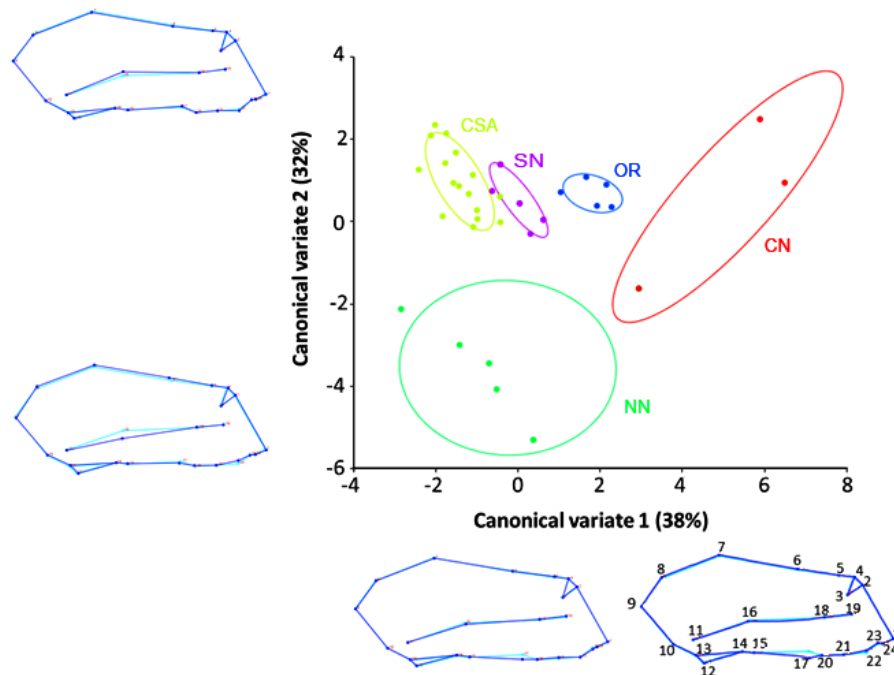 4
CSA
SN
OR
2
Canonical variate 2 (32%)
0
CN
-2
-4
NN
-6
-4 -2 0 2 4 6 8
Canonical variate 1 (38%)
7
6 5 4
8 2
3
9 16 18 19
11
10 13 14 15 21 23
12 17 20 22 24